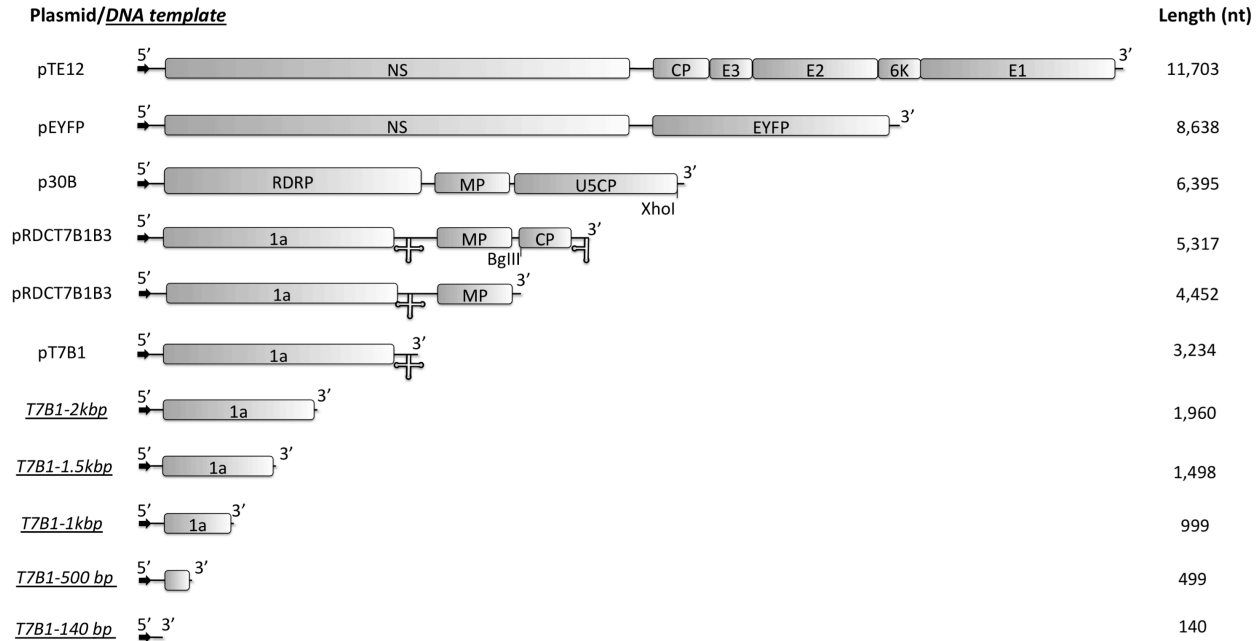 Plasmid/DNA template Length (nt)
pTE12 5’ NS CP E3 E2 6K E1 3’ 11,703
pEYFP 5’ NS EYFP 3’ 8,638
p30B 5’ RDRP MP U5CP 3’ 6,395
XhoI
pRDCT7B1B3 5’ 1a MP CP 3’ 5,317
BglII
pRDCT7B1B3 5’ 1a MP 3’ 4,452
pT7B1 5’ 1a 3’ 3,234
T7B1-2kbp 5’ 1a 3’ 1,960
T7B1-1.5kbp 5’ 1a 3’ 1,498
T7B1-1kbp 5’ 1a 3’ 999
T7B1-500 bp 5’ 3’ 499
T7B1-140 bp 5’ 3’ 140